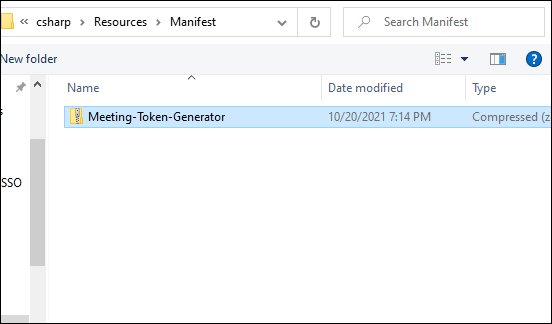 « csharp > Resources > Manifest
Search Manifest
New folder
?
Name Date modified Type
Meeting-Token-Generator 10/20/2021 7:14 PM Compressed (z
SSO